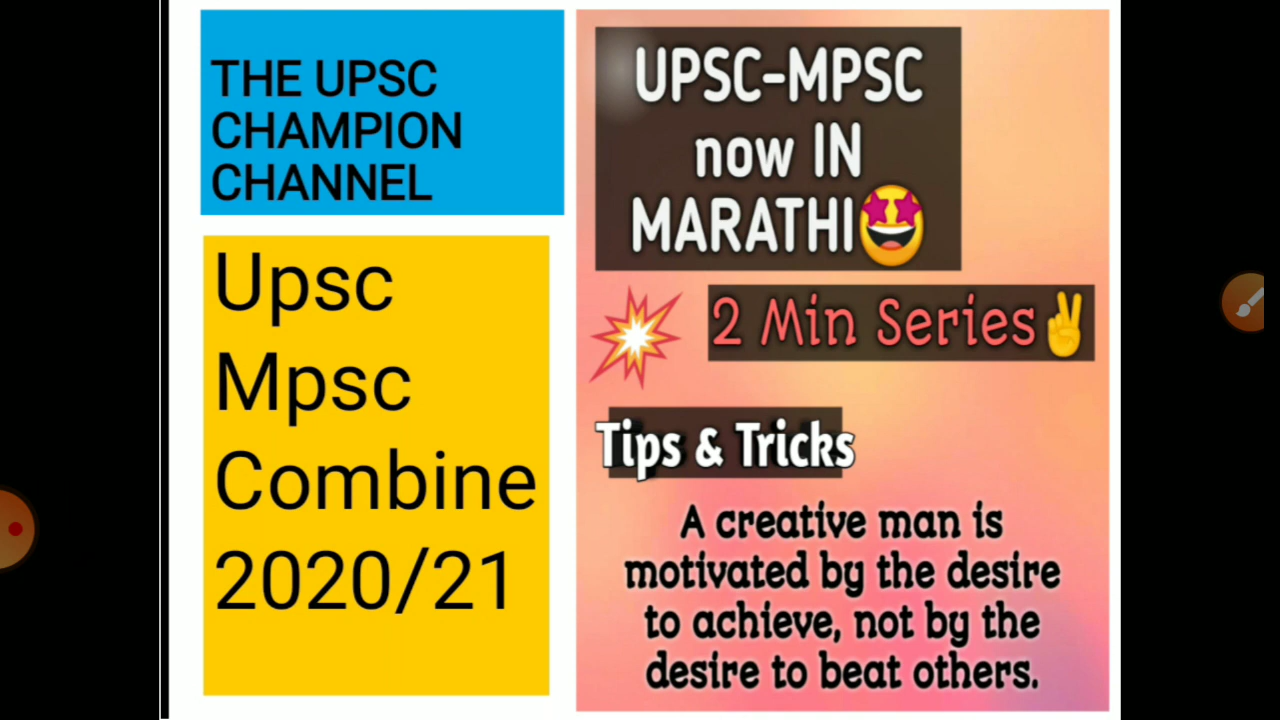 THE UPSC
CHAMPION
CHANNEL
Upsc
Mpsc
Combine
2020/21
UPSC-MPSC
now IN
MARATHI🤩
2 Min Series✌
Tips & Tricks
A creative man is
motivated by the desire
to achieve, not by the
desire to beat others.